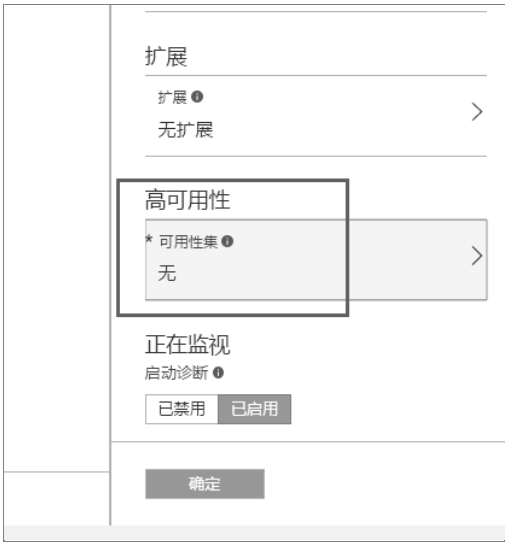 扩展
扩展
无扩展
高可用性
* 可用性集
无
正在监视
启动诊断
已禁用 已启用
确定